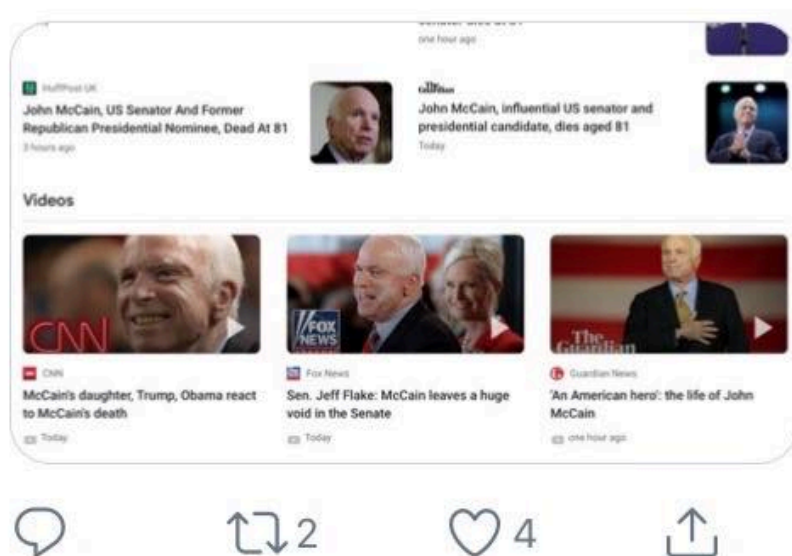 one hour ago
HuffPost UK
John McCain, US Senator And Former
Republican Presidential Nominee, Dead At 81
3 hours ago
The
Guardian
John McCain, influential US senator and
presidential candidate, dies aged 81
Today
Videos
CNN
FOX
NEWS
The
Guardian
CNN
McCain's daughter, Trump, Obama react
to McCain's death
Today
Fox News
Sen. Jeff Flake: McCain leaves a huge
void in the Senate
Today
Guardian News
'An American hero': the life of John
McCain
one hour ago
2
4